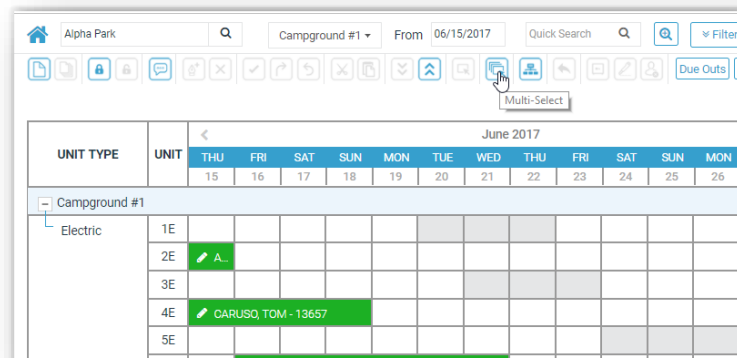 Alpha Park
Campground #1
From
06/15/2017
Quick Search
Filter
Due Outs
Multi-Select
UNIT TYPE
UNIT
June 2017
THU FRI SAT SUN MON TUE WED THU FRI SAT SUN MON
15 16 17 18 19 20 21 22 23 24 25 26
Campground #1
Electric
1E
2E
A...
3E
4E
CARUSO, TOM - 13657
5E